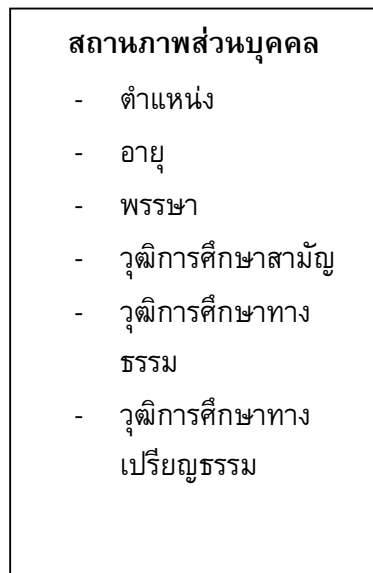 สถานภาพส่วนบุคคล
- ตำแหน่ง
- อายุ
- พรรษา
- วุฒิการศึกษาสามัญ
- วุฒิการศึกษาทาง
ธรรม
- วุฒิการศึกษาทาง
เปรียญธรรม